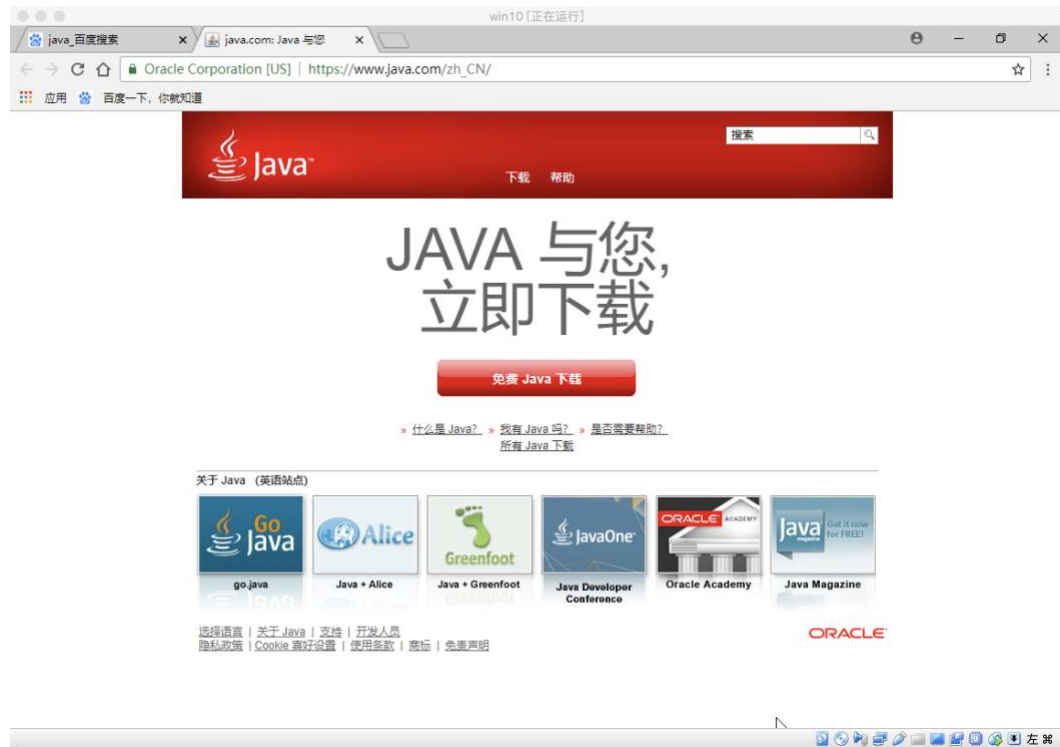 win10 [正在运行]
java_百度搜索
java.com: Java 与您
Oracle Corporation [US] | https://www.java.com/zh_CN/
应用 百度一下，你就知道
搜索
Java™
下载 帮助
JAVA 与您,
立即下载
免费 Java 下载
» 什么是 Java? » 我有 Java 吗? » 是否需要帮助?
所有 Java 下载
关于 Java (英语站点)
Go Java
Alice
Greenfoot
JavaOne
ORACLE ACADEMY
Java magazine
Get it now for FREE!
go.java
Java + Alice
Java + Greenfoot
Java Developer Conference
Oracle Academy
Java Magazine
选择语言 | 关于 Java | 支持 | 开发人员
隐私政策 | Cookie 喜好设置 | 使用条款 | 商标 | 免责声明
ORACLE
左 ⌘